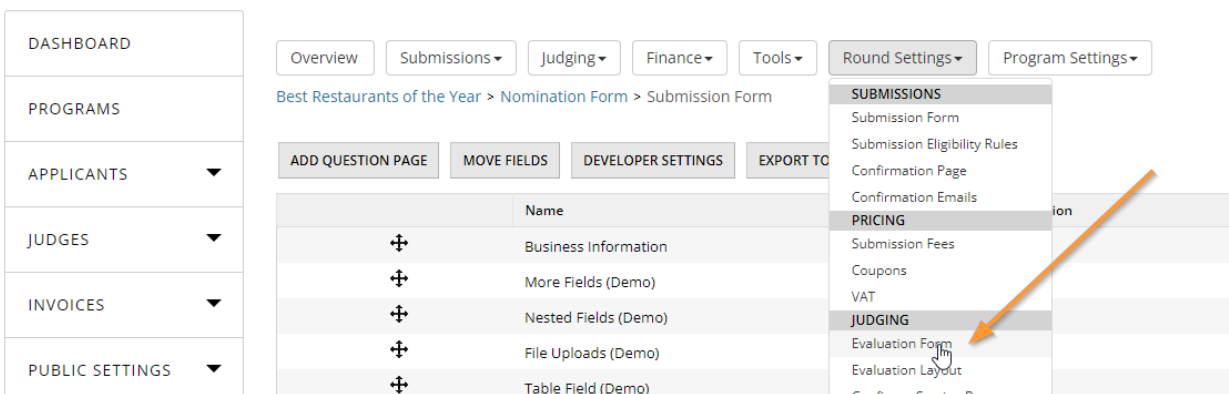 DASHBOARD
PROGRAMS
APPLICANTS
JUDGES
INVOICES
PUBLIC SETTINGS
Overview
Submissions
Judging
Finance
Tools
Round Settings
Program Settings
Best Restaurants of the Year > Nomination Form > Submission Form
ADD QUESTION PAGE
MOVE FIELDS
DEVELOPER SETTINGS
EXPORT TO
Name
Business Information
More Fields (Demo)
Nested Fields (Demo)
File Uploads (Demo)
Table Field (Demo)
SUBMISSIONS
Submission Form
Submission Eligibility Rules
Confirmation Page
Confirmation Emails
PRICING
Submission Fees
Coupons
VAT
JUDGING
Evaluation Form
Evaluation Layout
ion